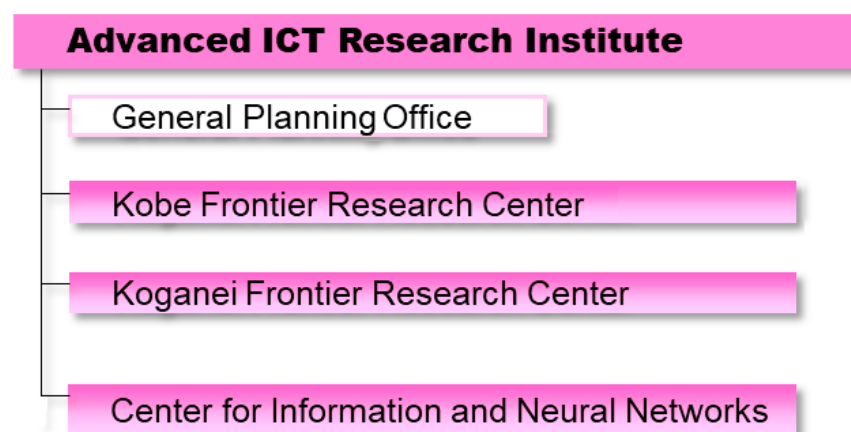 Advanced ICT Research Institute
General Planning Office
Kobe Frontier Research Center
Koganei Frontier Research Center
Center for Information and Neural Networks